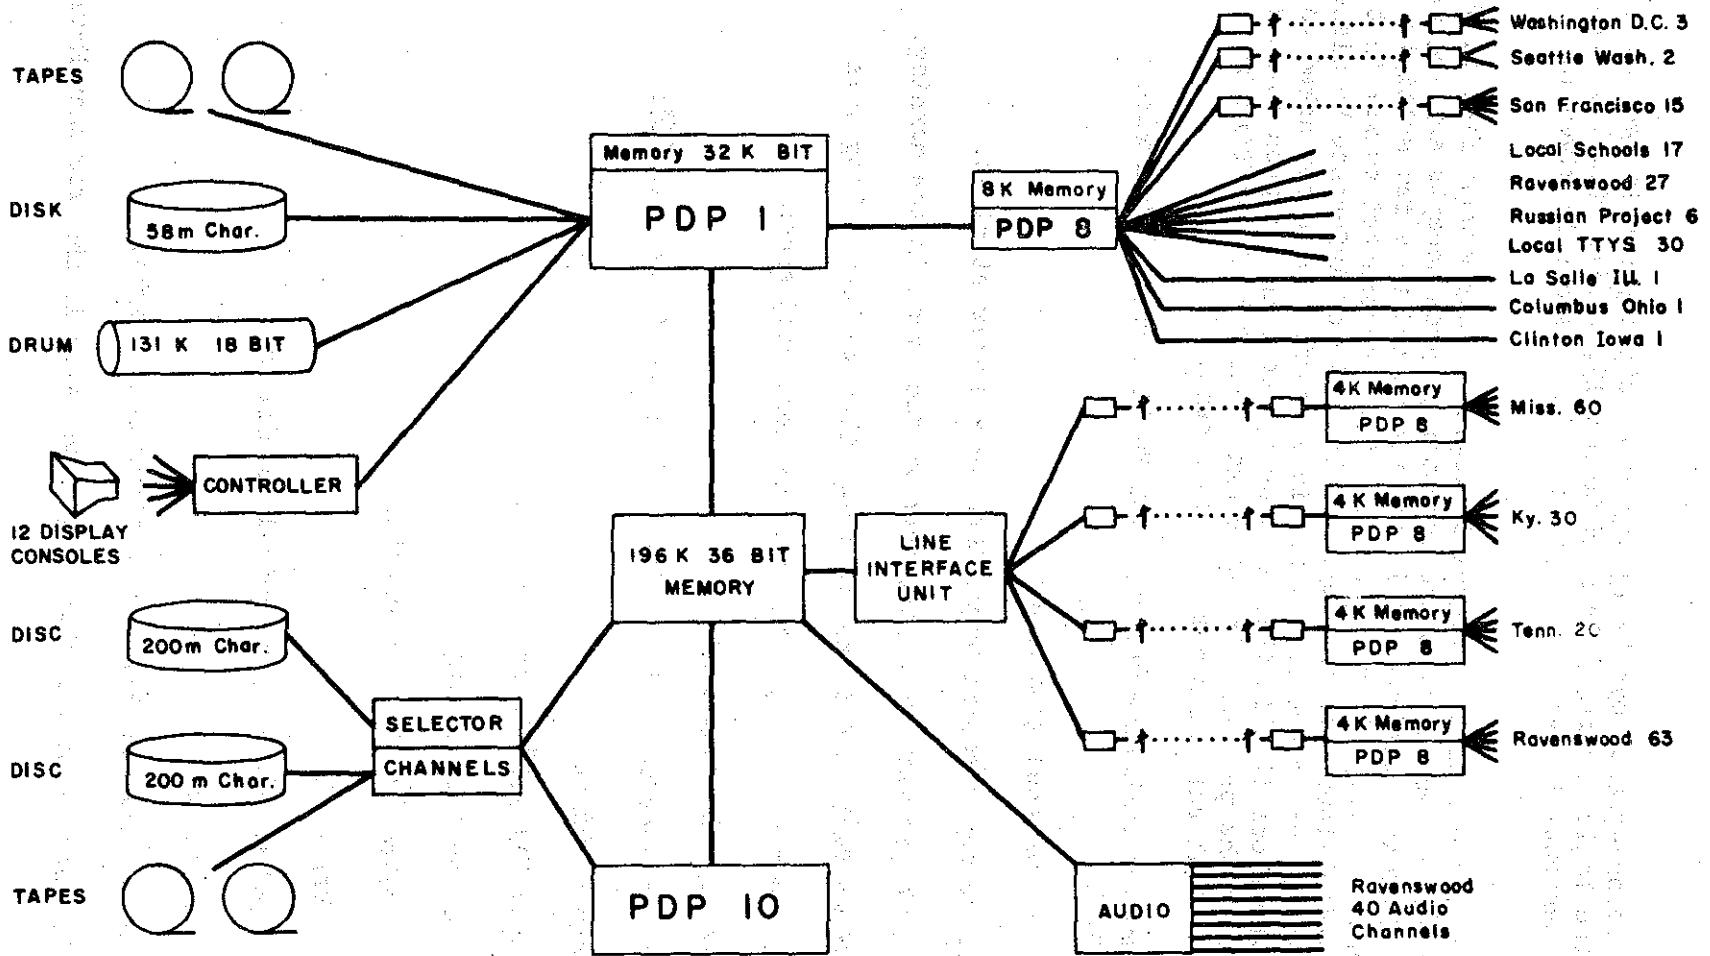 TAPES
DISK
58m Char.
DRUM
131 K 18 BIT
CONTROLLER
12 DISPLAY
CONSOLES
DISC
200m Char.
DISC
200 m Char.
TAPES
SELECTOR
CHANNELS
Memory 32 K BIT
PDP 1
196 K 36 BIT
MEMORY
PDP 10
8K Memory
PDP 8
LINE
INTERFACE
UNIT
AUDIO
Washington D.C. 3
Seattle Wash. 2
San Francisco 15
Local Schools 17
Ravenswood 27
Russian Project 6
Local TTYS 30
La Salle Ill. 1
Columbus Ohio 1
Clinton Iowa 1
4K Memory
PDP 8
Miss. 60
4K Memory
PDP 8
Ky. 30
4K Memory
PDP 8
Tenn. 20
4K Memory
PDP 8
Ravenswood 63
Ravenswood
40 Audio
Channels